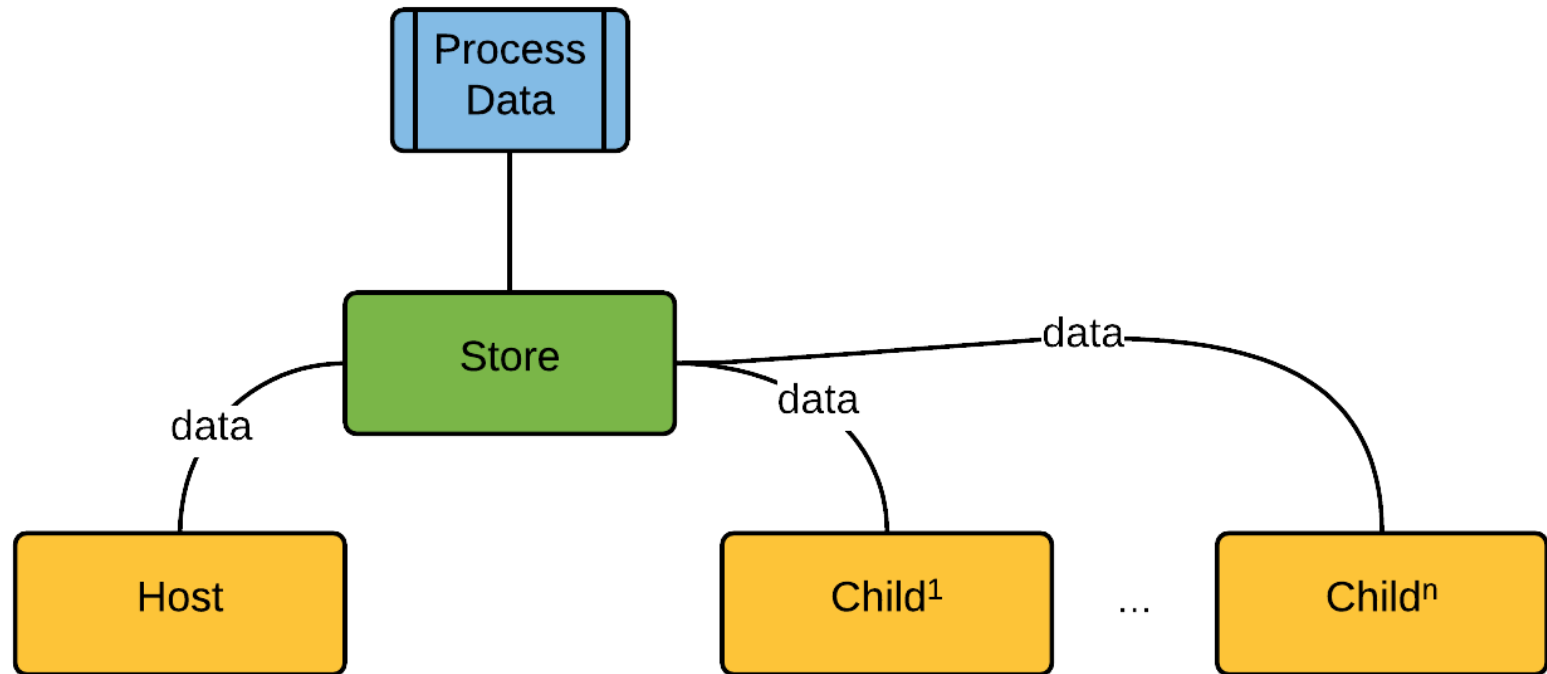 Process
Data
Store
data
data
data
Host
Child¹
...
Childⁿ